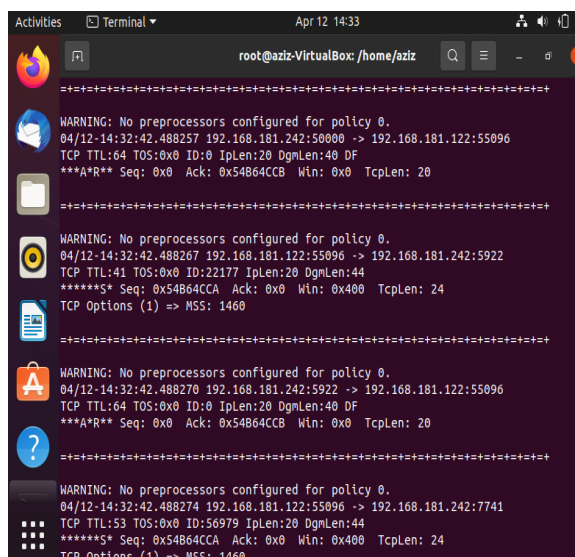 Activities Terminal Apr 12 14:33
root@aziz-VirtualBox: /home/aziz
=+=+=+=+=+=+=+=+=+=+=+=+=+=+=+=+=+=+=+=+=+=+=+=+=+=+=+=+=+=+=+=+=+=+=+=+=+
WARNING: No preprocessors configured for policy 0.
04/12-14:32:42.488257 192.168.181.242:50000 -> 192.168.181.122:55096
TCP TTL:64 TOS:0x0 ID:0 IpLen:20 DgmLen:40 DF
***A*R** Seq: 0x0 Ack: 0x54B64CCB Win: 0x0 TcpLen: 20
=+=+=+=+=+=+=+=+=+=+=+=+=+=+=+=+=+=+=+=+=+=+=+=+=+=+=+=+=+=+=+=+=+=+=+=+=+
WARNING: No preprocessors configured for policy 0.
04/12-14:32:42.488267 192.168.181.122:55096 -> 192.168.181.242:5922
TCP TTL:41 TOS:0x0 ID:22177 IpLen:20 DgmLen:44
******S* Seq: 0x54B64CCA Ack: 0x0 Win: 0x400 TcpLen: 24
TCP Options (1) => MSS: 1460
=+=+=+=+=+=+=+=+=+=+=+=+=+=+=+=+=+=+=+=+=+=+=+=+=+=+=+=+=+=+=+=+=+=+=+=+=+
WARNING: No preprocessors configured for policy 0.
04/12-14:32:42.488270 192.168.181.242:5922 -> 192.168.181.122:55096
TCP TTL:64 TOS:0x0 ID:0 IpLen:20 DgmLen:40 DF
***A*R** Seq: 0x0 Ack: 0x54B64CCB Win: 0x0 TcpLen: 20
=+=+=+=+=+=+=+=+=+=+=+=+=+=+=+=+=+=+=+=+=+=+=+=+=+=+=+=+=+=+=+=+=+=+=+=+=+
WARNING: No preprocessors configured for policy 0.
04/12-14:32:42.488274 192.168.181.122:55096 -> 192.168.181.242:7741
TCP TTL:53 TOS:0x0 ID:56979 IpLen:20 DgmLen:44
******S* Seq: 0x54B64CCA Ack: 0x0 Win: 0x400 TcpLen: 24
TCP Options (1) => MSS: 1460